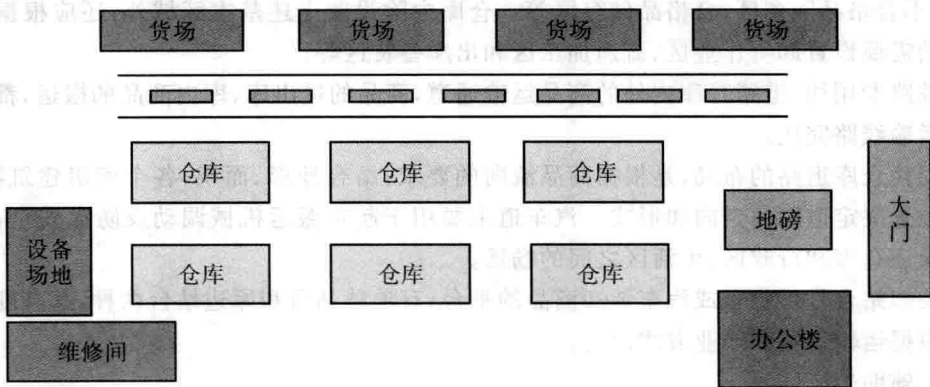 货场 货场 货场 货场
仓库 仓库 仓库
大门
设备
场地
地磅
仓库 仓库 仓库
维修间
办公楼